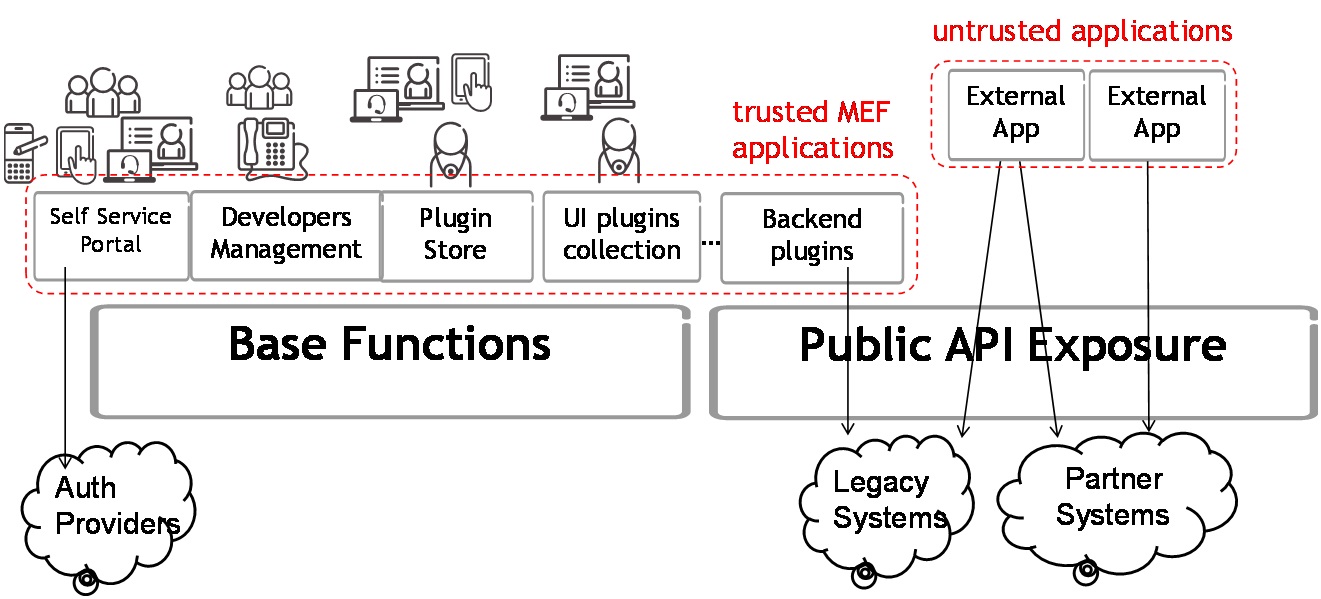 untrusted applications
External
App
External
App
trusted MEF
applications
Self Service
Portal
Developers
Management
Plugin
Store
UI plugins
collection
...
Backend
plugins
Base Functions
Public API Exposure
Auth
Providers
Legacy
Systems
Partner
Systems